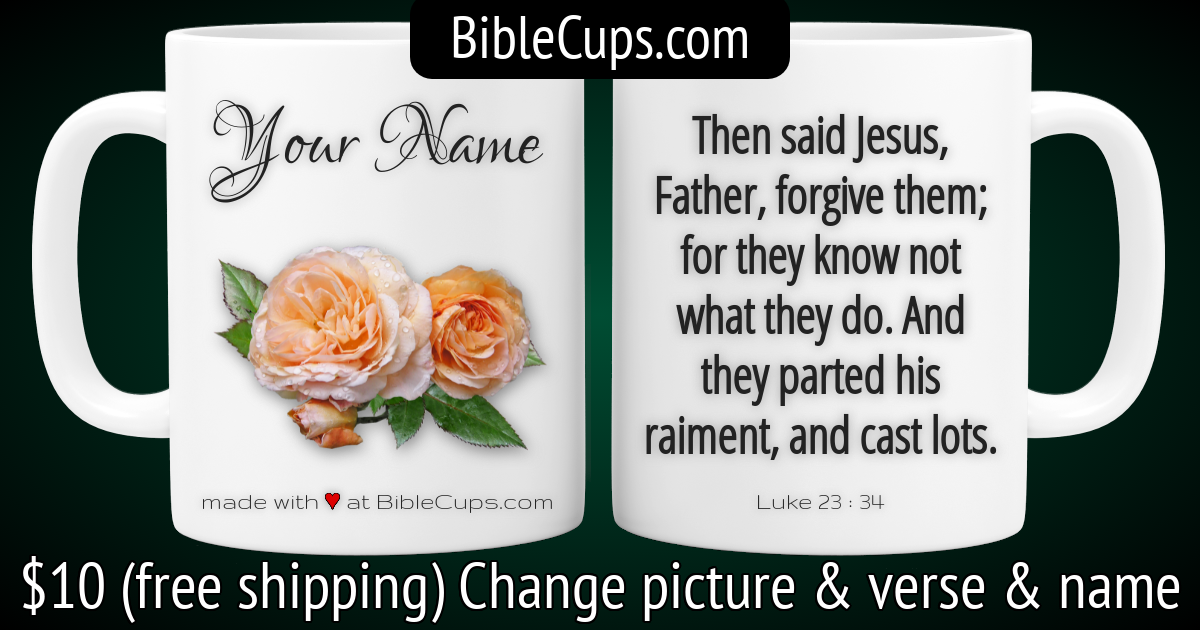 BibleCups.com
Your Name
made with ♥ at BibleCups.com
Then said Jesus,
Father, forgive them;
for they know not
what they do. And
they parted his
raiment, and cast lots.
Luke 23 : 34
$10 (free shipping) Change picture & verse & name